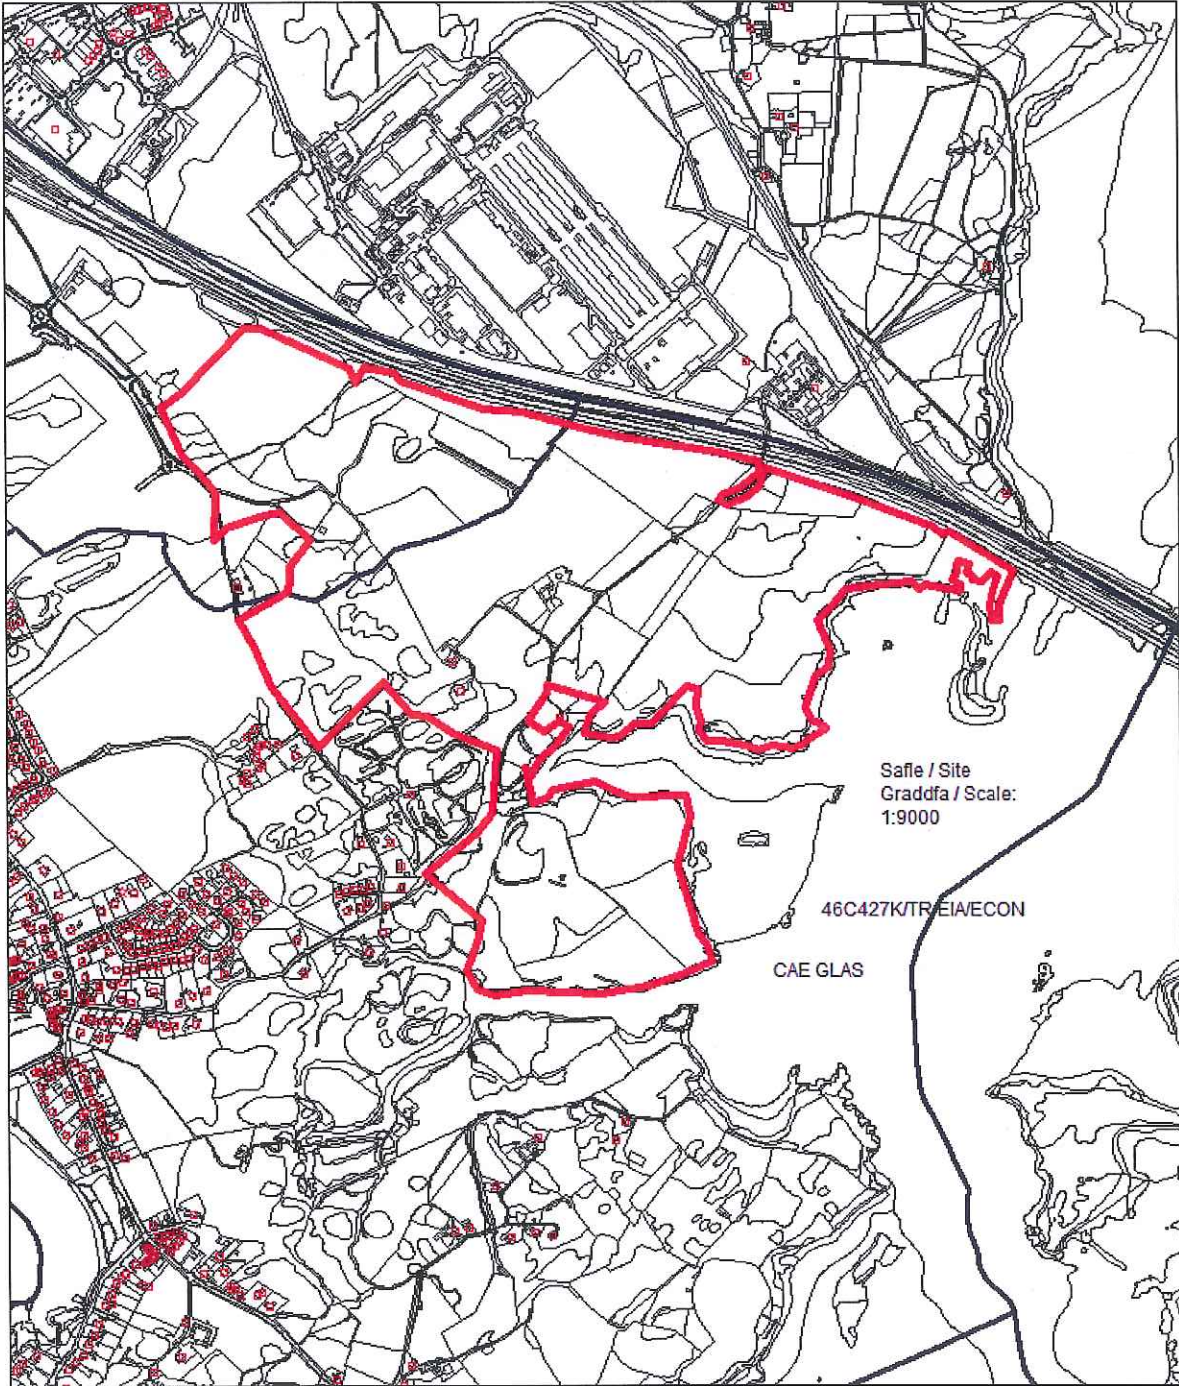 Safle / Site
Graddfa / Scale:
1:9000
46C427K/TR/EIA/ECON
CAE GLAS